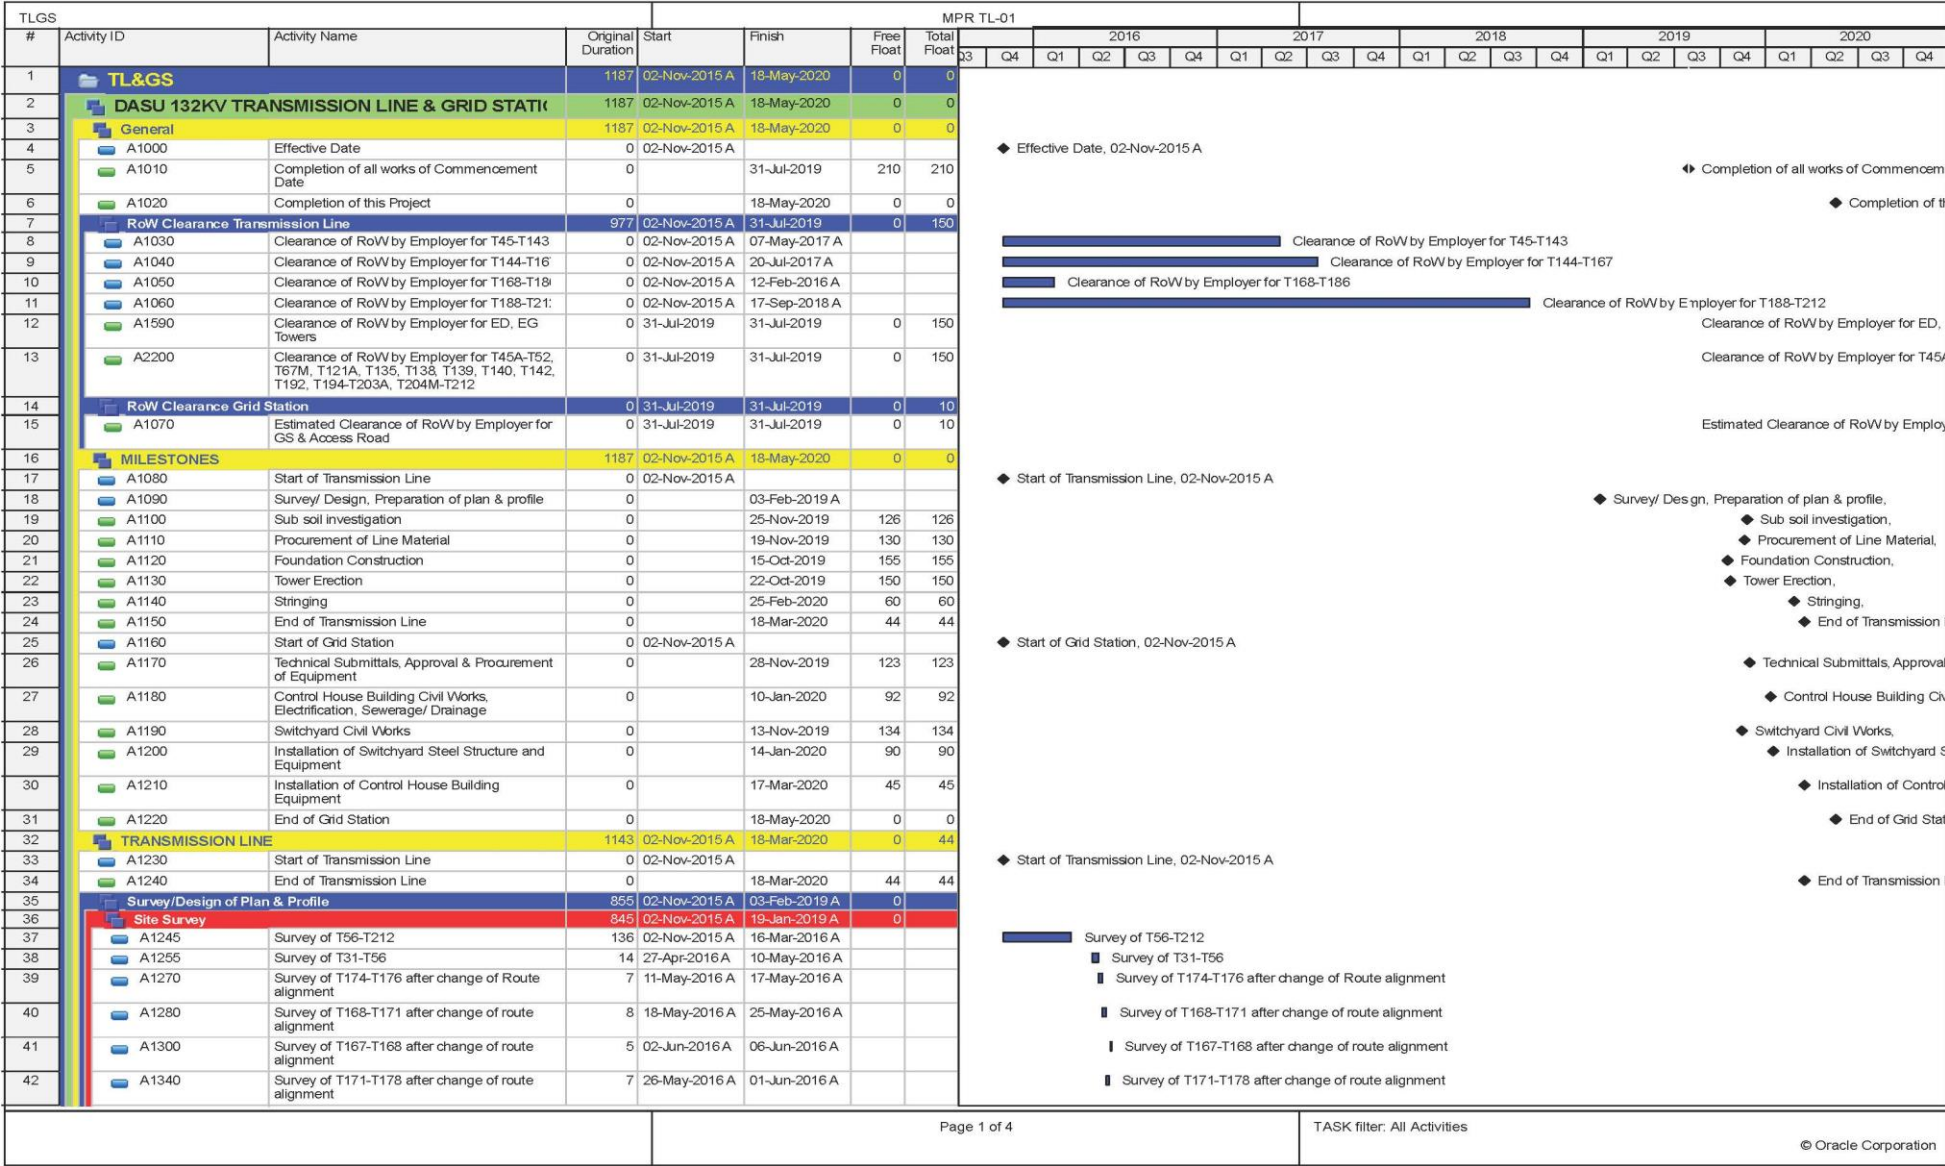 TLGS MPR TL-01
# Activity ID Activity Name Original Duration Start Finish Free Float Total Float 2016 2017 2018 2019 2020
Q3 Q4 Q1 Q2 Q3 Q4 Q1 Q2 Q3 Q4 Q1 Q2 Q3 Q4 Q1 Q2 Q3 Q4 Q1 Q2 Q3 Q4
1 TL&GS 1187 02-Nov-2015 A 18-May-2020 0 0
2 DASU 132KV TRANSMISSION LINE & GRID 1187 02-Nov-2015 A 18-May-2020 0 0
3 General 1187 02-Nov-2015 A 18-May-2020 0 0
4 A1000 Effective Date 0 02-Nov-2015 A Effective Date, 02-Nov-2015 A
5 A1010 Completion of all works of Commencement 0 31-Jul-2019 210 210 Completion of all works of Commencem
Date
6 A1020 Completion of this Project 0 18-May-2020 0 0 Completion of
7 RoW Clearance Transmission Line 977 02-Nov-2015 A 31-Jul-2019 0 150
8 A1030 Clearance of RoW by Employer for T45-T143 0 02-Nov-2015 A 07-May-2017 A Clearance of RoW by Employer for T45-T143
9 A1040 Clearance of RoW by Employer for T144-T16 0 02-Nov-2015 A 20-Jul-2017 A Clearance of RoW by Employer for T144-T167
10 A1050 Clearance of RoW by Employer for T168-T18 0 02-Nov-2015 A 12-Feb-2016 A Clearance of RoW by Employer for T168-T186
11 A1060 Clearance of RoW by Employer for T188-T21 0 02-Nov-2015 A 17-Sep-2018 A Clearance of RoW by Employer for T188-T212
12 A1590 Clearance of RoW by Employer for ED, EG 0 31-Jul-2019 31-Jul-2019 0 150 Clearance of RoW by Employer for ED,
Towers
13 A2200 Clearance of RoW by Employer for T45A-T52, 0 31-Jul-2019 31-Jul-2019 0 150 Clearance of RoW by Employer for T45A
T67M, T121A, T135, T138, T139, T140, T142,
T192, T194-T203A, T204M-T212
14 RoW Clearance Grid Station 0 31-Jul-2019 31-Jul-2019 0 10
15 A1070 Estimated Clearance of RoW by Employer for 0 31-Jul-2019 31-Jul-2019 0 10 Estimated Clearance of RoW by Employ
GS & Access Road
16 MILESTONES 1187 02-Nov-2015 A 18-May-2020 0 0
17 A1080 Start of Transmission Line 0 02-Nov-2015 A Start of Transmission Line, 02-Nov-2015 A
18 A1090 Survey/ Design, Preparation of plan & profile 0 03-Feb-2019 A Survey/ Design, Preparation of plan & profile,
19 A1100 Sub soil investigation 0 25-Nov-2019 126 126 Sub soil investigation,
20 A1110 Procurement of Line Material 0 19-Nov-2019 130 130 Procurement of Line Material,
21 A1120 Foundation Construction 0 15-Oct-2019 155 155 Foundation Construction,
22 A1130 Tower Erection 0 22-Oct-2019 150 150 Tower Erection,
23 A1140 Stringing 0 25-Feb-2020 60 60 Stringing,
24 A1150 End of Transmission Line 0 18-Mar-2020 44 44 End of Transmission
25 A1160 Start of Grid Station 0 02-Nov-2015 A Start of Grid Station, 02-Nov-2015 A
26 A1170 Technical Submittals, Approval & Procurement 0 28-Nov-2019 123 123 Technical Submittals, Approval
of Equipment
27 A1180 Control House Building Civil Works, 0 10-Jan-2020 92 92 Control House Building Civ
Electrification, Sewerage/ Drainage
28 A1190 Switchyard Civil Works 0 13-Nov-2019 134 134 Switchyard Civil Works,
29 A1200 Installation of Switchyard Steel Structure and 0 14-Jan-2020 90 90 Installation of Switchyard S
Equipment
30 A1210 Installation of Control House Building 0 17-Mar-2020 45 45 Installation of Control
Equipment
31 A1220 End of Grid Station 0 18-May-2020 0 0 End of Grid Stat
32 TRANSMISSION LINE 1143 02-Nov-2015 A 18-Mar-2020 0 44
33 A1230 Start of Transmission Line 0 02-Nov-2015 A Start of Transmission Line, 02-Nov-2015 A
34 A1240 End of Transmission Line 0 18-Mar-2020 44 44 End of Transmission
35 Survey/Design of Plan & Profile 855 02-Nov-2015 A 03-Feb-2019 A 0
36 Site Survey 845 02-Nov-2015 A 19-Jan-2019 A 0
37 A1245 Survey of T56-T212 136 02-Nov-2015 A 16-Mar-2016 A Survey of T56-T212
38 A1255 Survey of T31-T56 14 27-Apr-2016 A 10-May-2016 A Survey of T31-T56
39 A1270 Survey of T174-T176 after change of Route 7 11-May-2016 A 17-May-2016 A Survey of T174-T176 after change of Route alignment
alignment
40 A1280 Survey of T168-T171 after change of route 8 18-May-2016 A 25-May-2016 A Survey of T168-T171 after change of route alignment
alignment
41 A1300 Survey of T167-T168 after change of route 5 02-Jun-2016 A 06-Jun-2016 A Survey of T167-T168 after change of route alignment
alignment
42 A1340 Survey of T171-T178 after change of route 7 26-May-2016 A 01-Jun-2016 A Survey of T171-T178 after change of route alignment
alignment
Page 1 of 4 TASK filter: All Activities
© Oracle Corporation